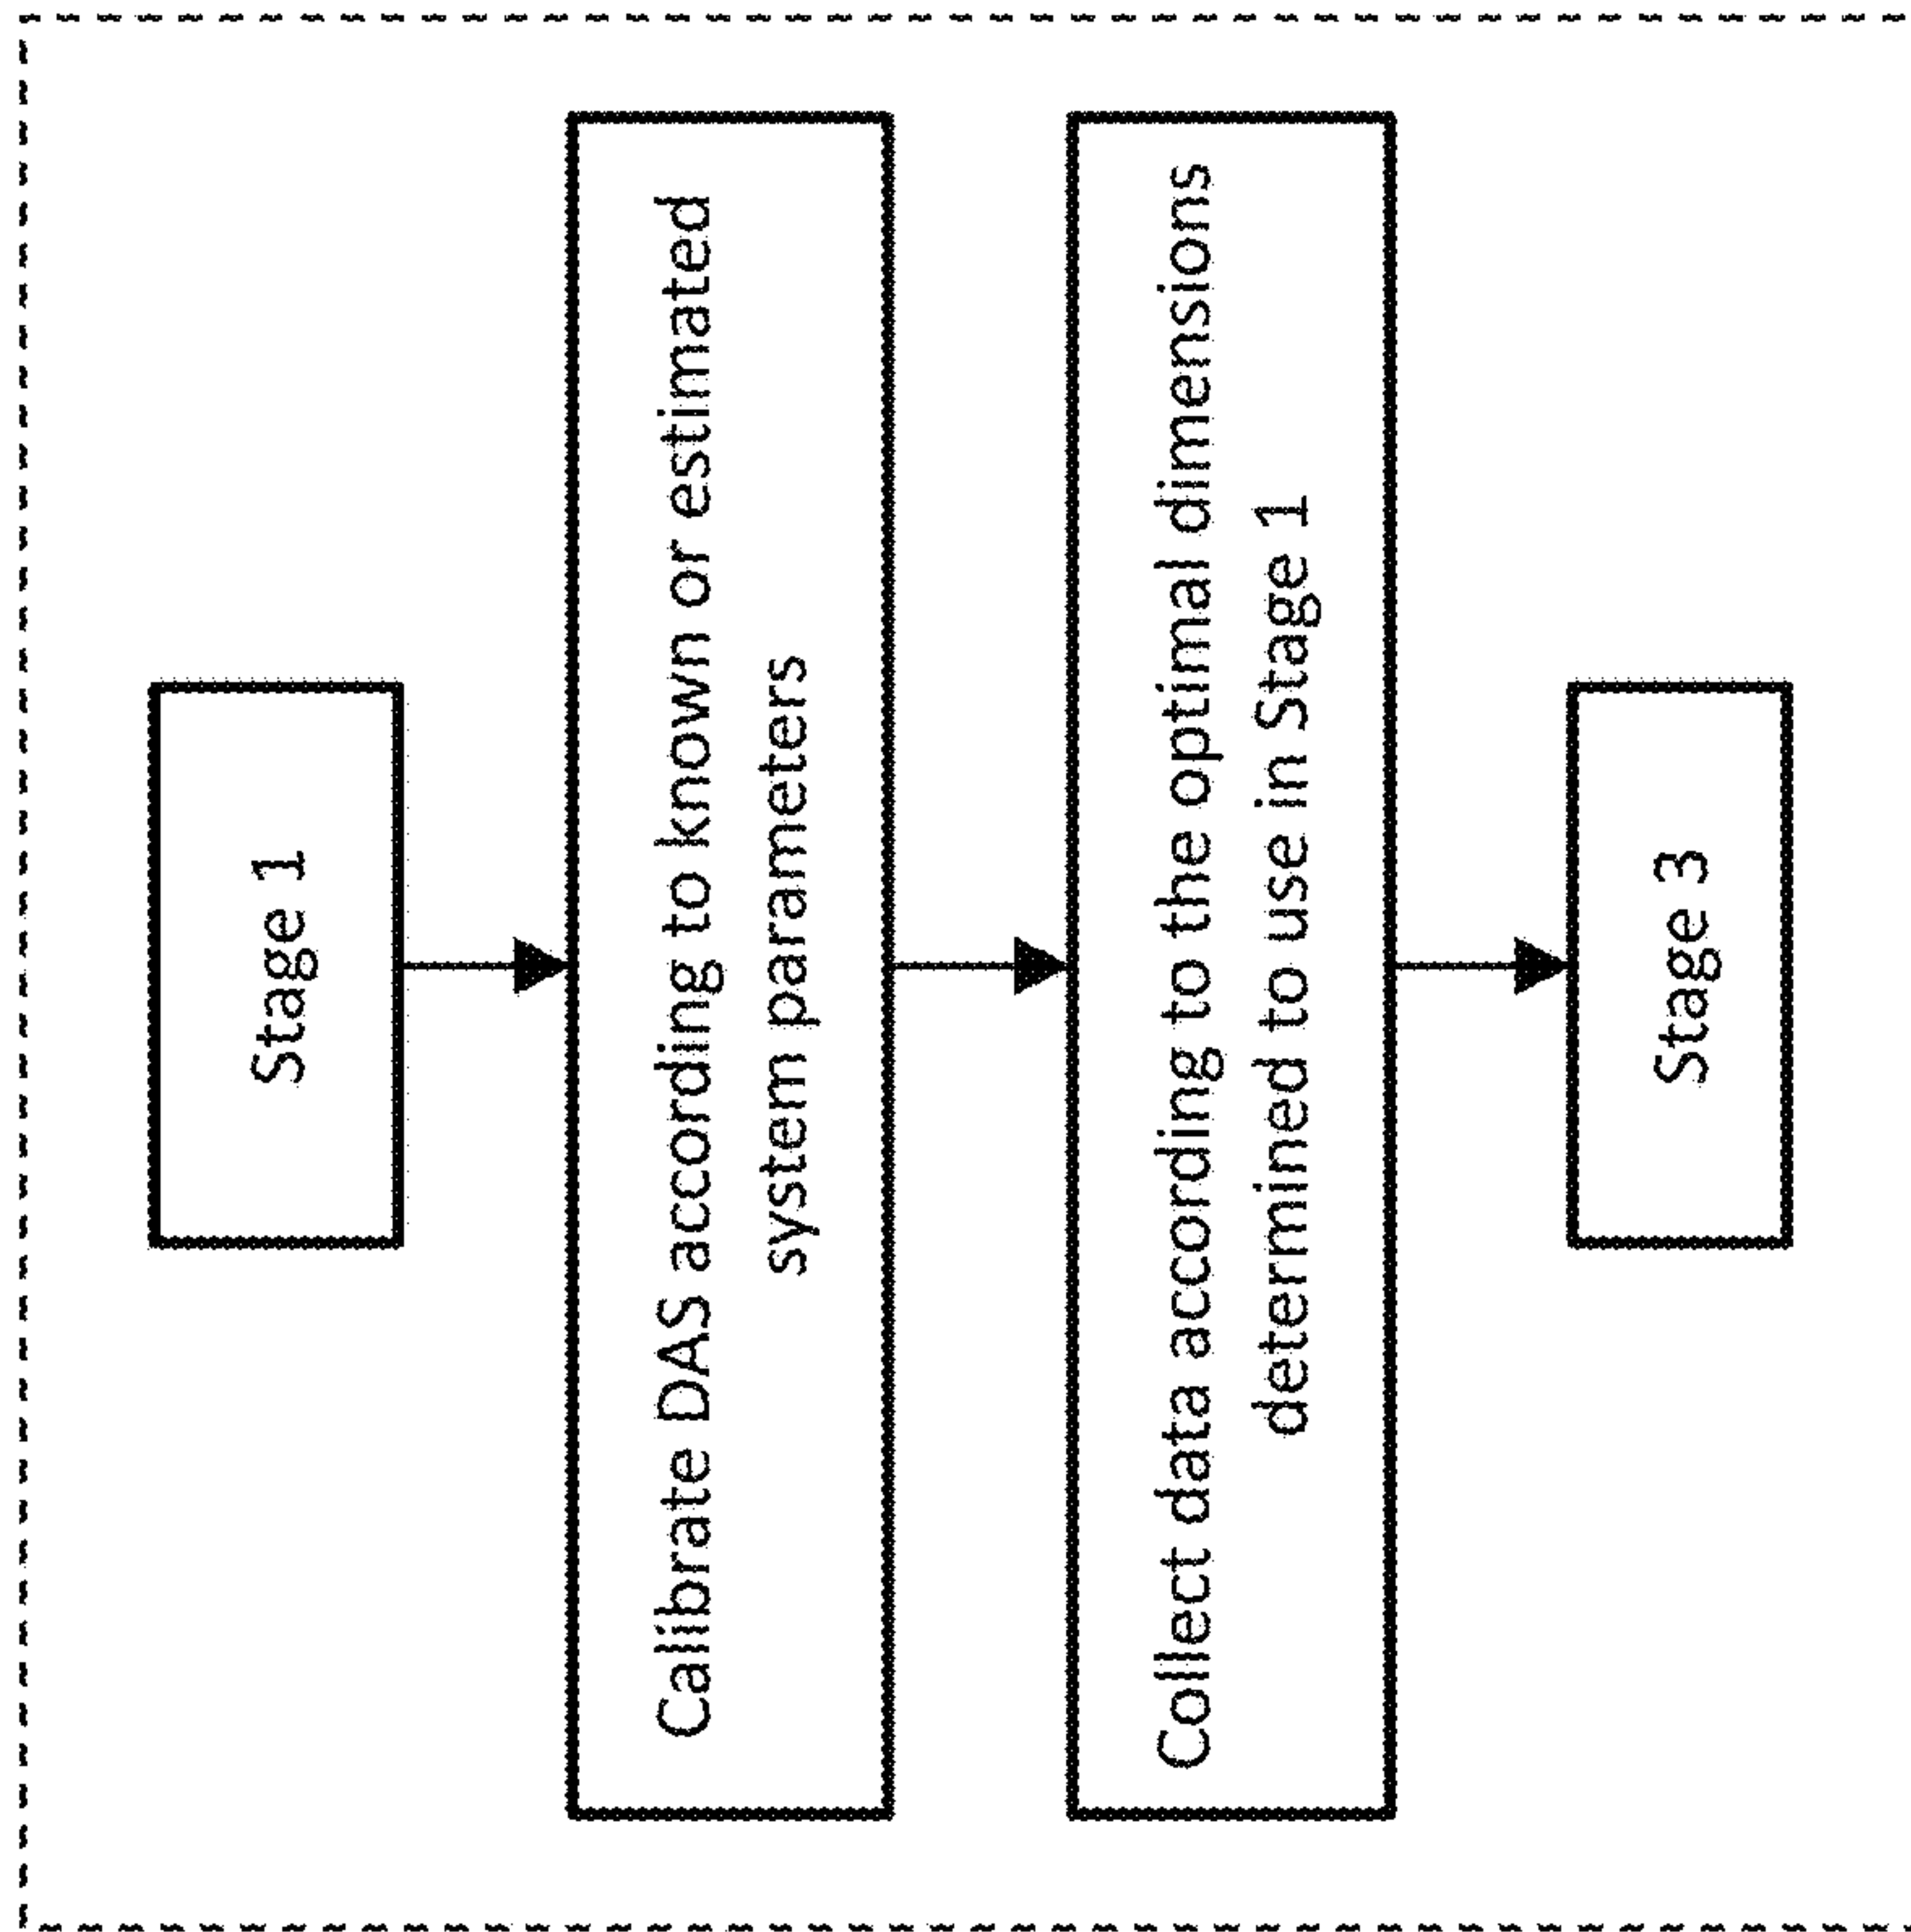 Stage 1
Calibrate DAS according to known or estimated
system parameters
Collect data according to the optimal dimensions
determined to use in Stage 1
Stage 3